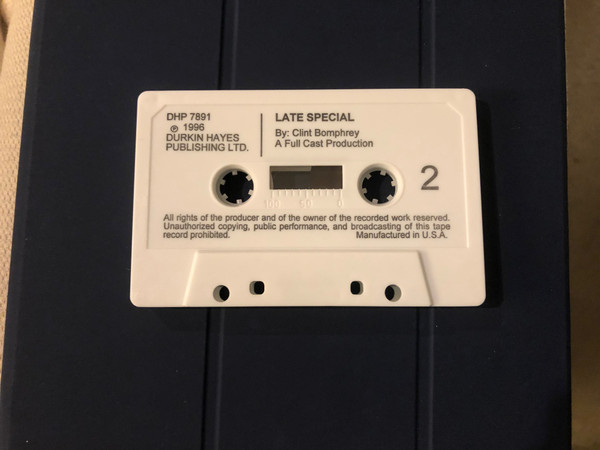 DHP 7891
℗ 1996
DURKIN HAYES
PUBLISHING LTD.
LATE SPECIAL
By: Clint Bomphrey
A Full Cast Production
2
100 50 0
All rights of the producer and of the owner of the recorded work reserved.
Unauthorized copying, public performance, and broadcasting of this tape
record prohibited. Manufactured in U.S.A.